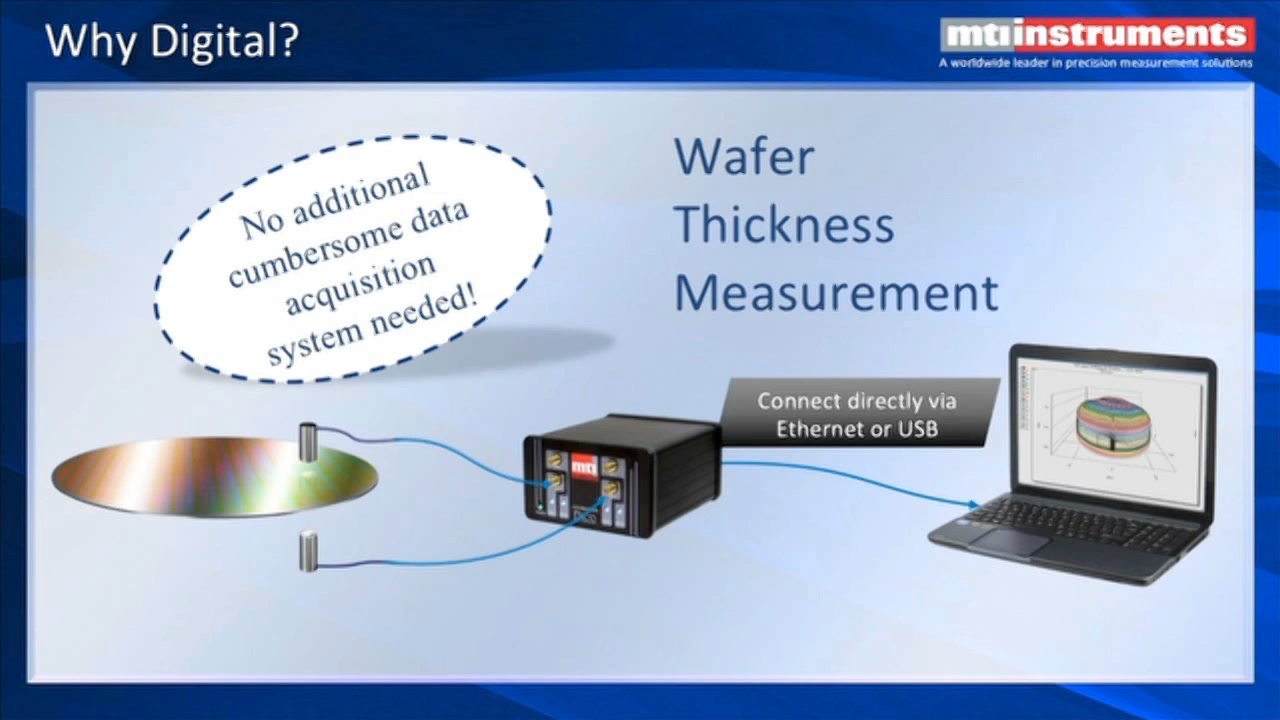 Why Digital?
mtiinstruments
A worldwide leader in precision measurement solutions
No additional
cumbersome data
acquisition
system needed!
Wafer
Thickness
Measurement
Connect directly via
Ethernet or USB
mti